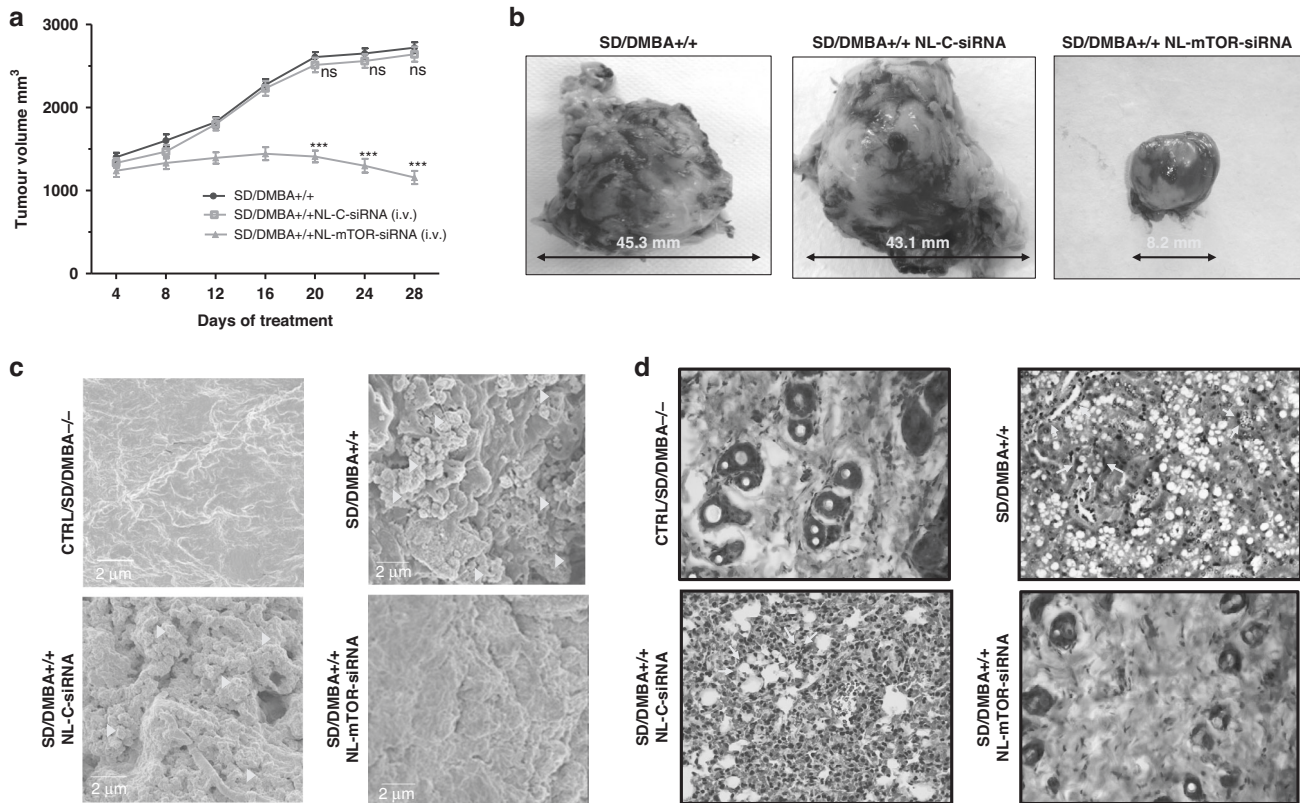 a
3000
2000
1000
0
Tumour volume mm³
ns
ns
ns
***
***
***
SD/DMBA+/+
SD/DMBA+/+NL-C-siRNA (i.v.)
SD/DMBA+/+NL-mTOR-siRNA (i.v.)
4 8 12 16 20 24 28
Days of treatment
b
SD/DMBA+/+
SD/DMBA+/+ NL-C-siRNA
SD/DMBA+/+ NL-mTOR-siRNA
45.3 mm
43.1 mm
8.2 mm
c
CTRL/SD/DMBA–/–
2 μm
SD/DMBA+/+
2 μm
SD/DMBA+/+
NL-C-siRNA
2 μm
SD/DMBA+/+
NL-mTOR-siRNA
2 μm
d
CTRL/SD/DMBA–/–
SD/DMBA+/+
SD/DMBA+/+
NL-C-siRNA
SD/DMBA+/+
NL-mTOR-siRNA